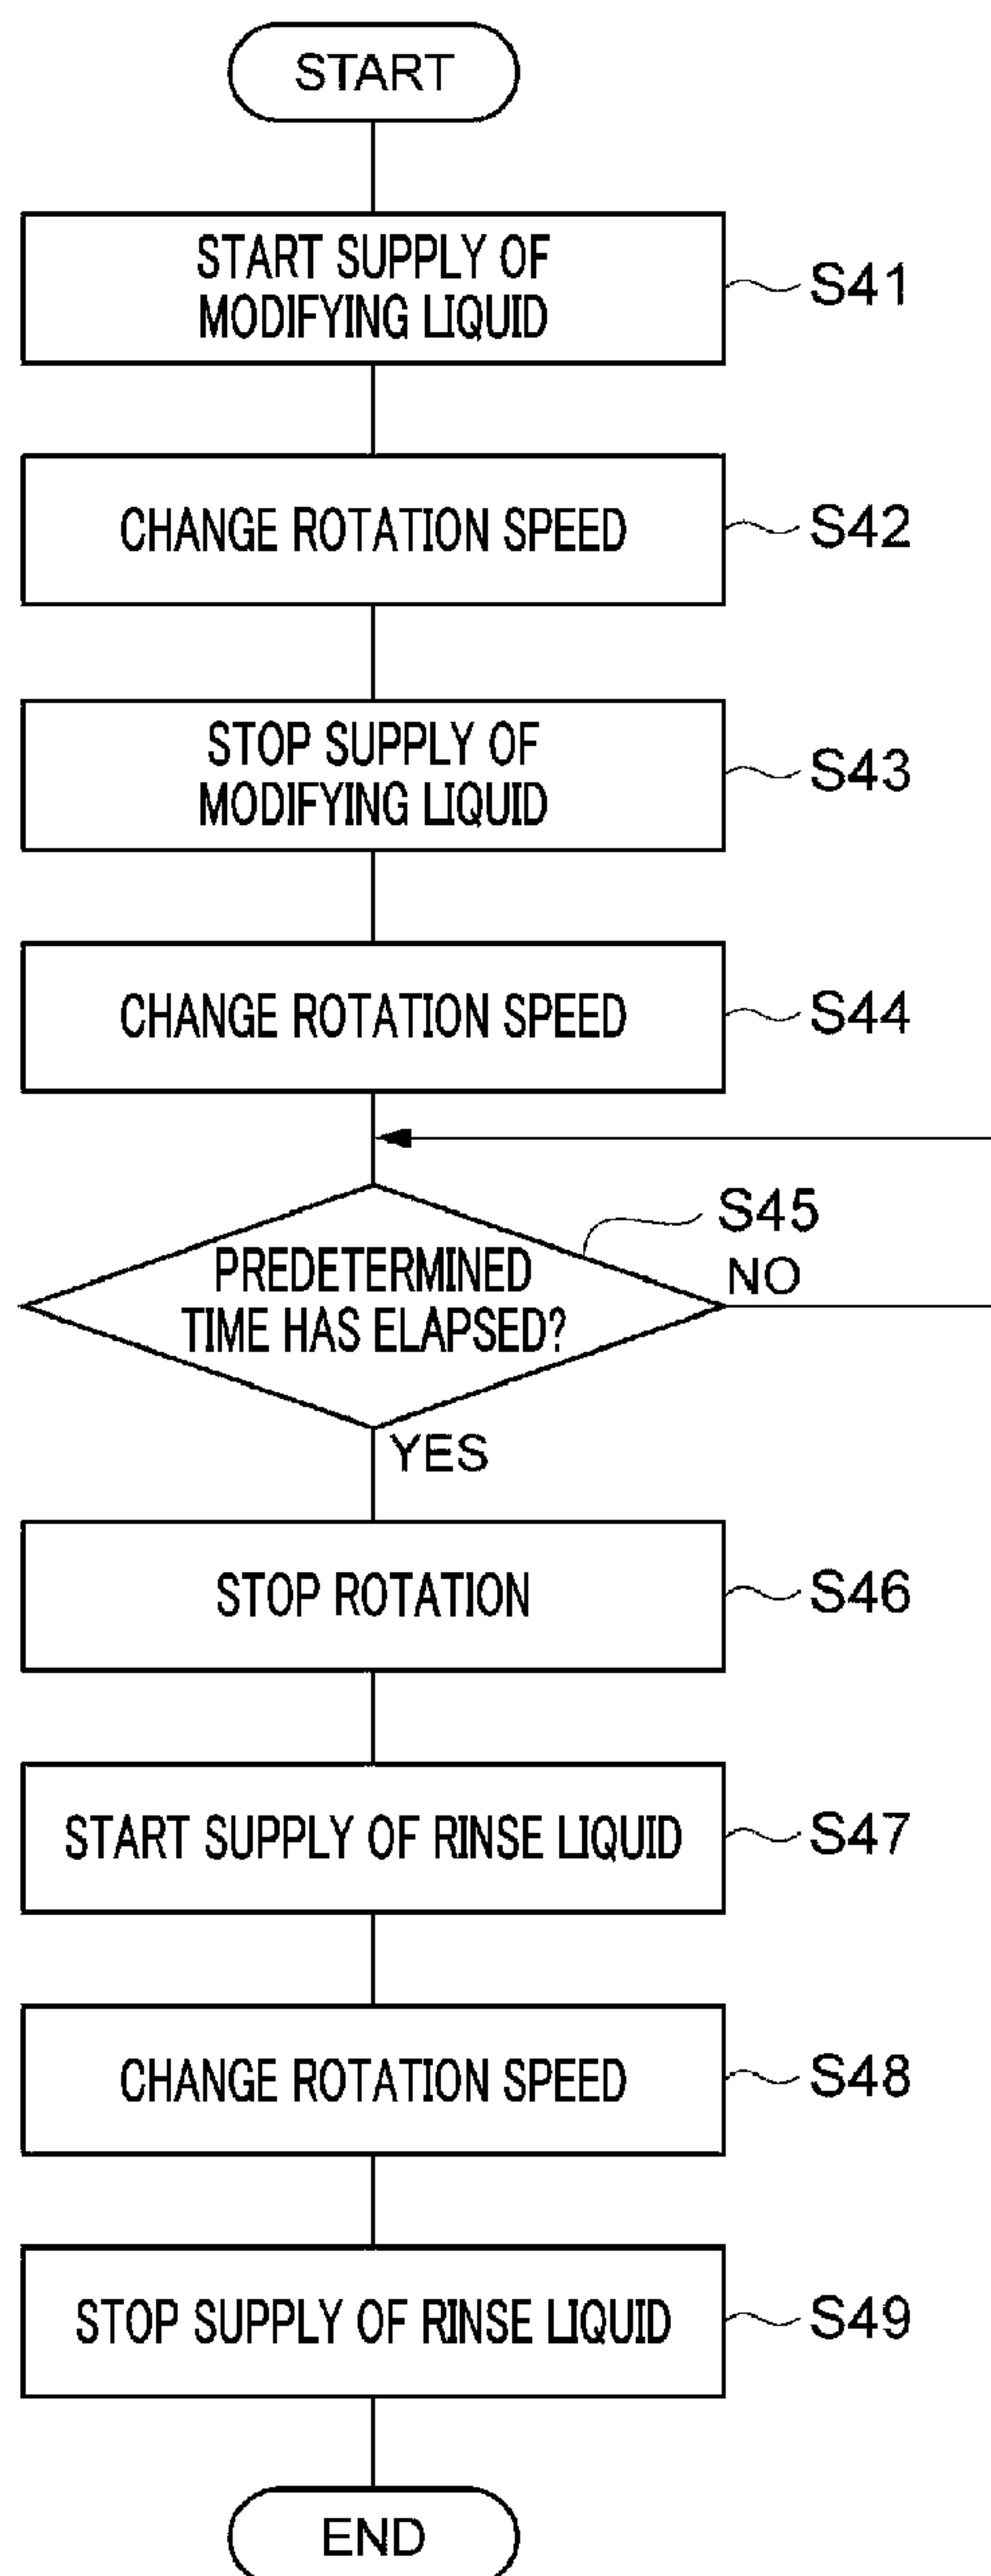 START
START SUPPLY OF
MODIFYING LIQUID
S41
CHANGE ROTATION SPEED
S42
STOP SUPPLY OF
MODIFYING LIQUID
S43
CHANGE ROTATION SPEED
S44
S45
PREDETERMINED
TIME HAS ELAPSED?
NO
YES
STOP ROTATION
S46
START SUPPLY OF RINSE LIQUID
S47
CHANGE ROTATION SPEED
S48
STOP SUPPLY OF RINSE LIQUID
S49
END